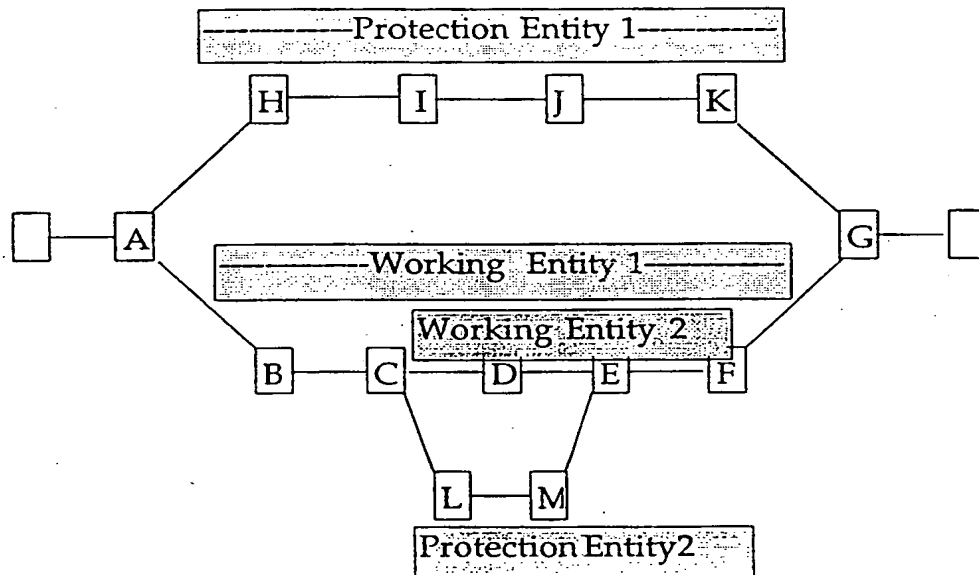 Protection Entity 1
H I J K
A G
Working Entity 1
Working Entity 2
B C D E F
L M
Protection Entity2